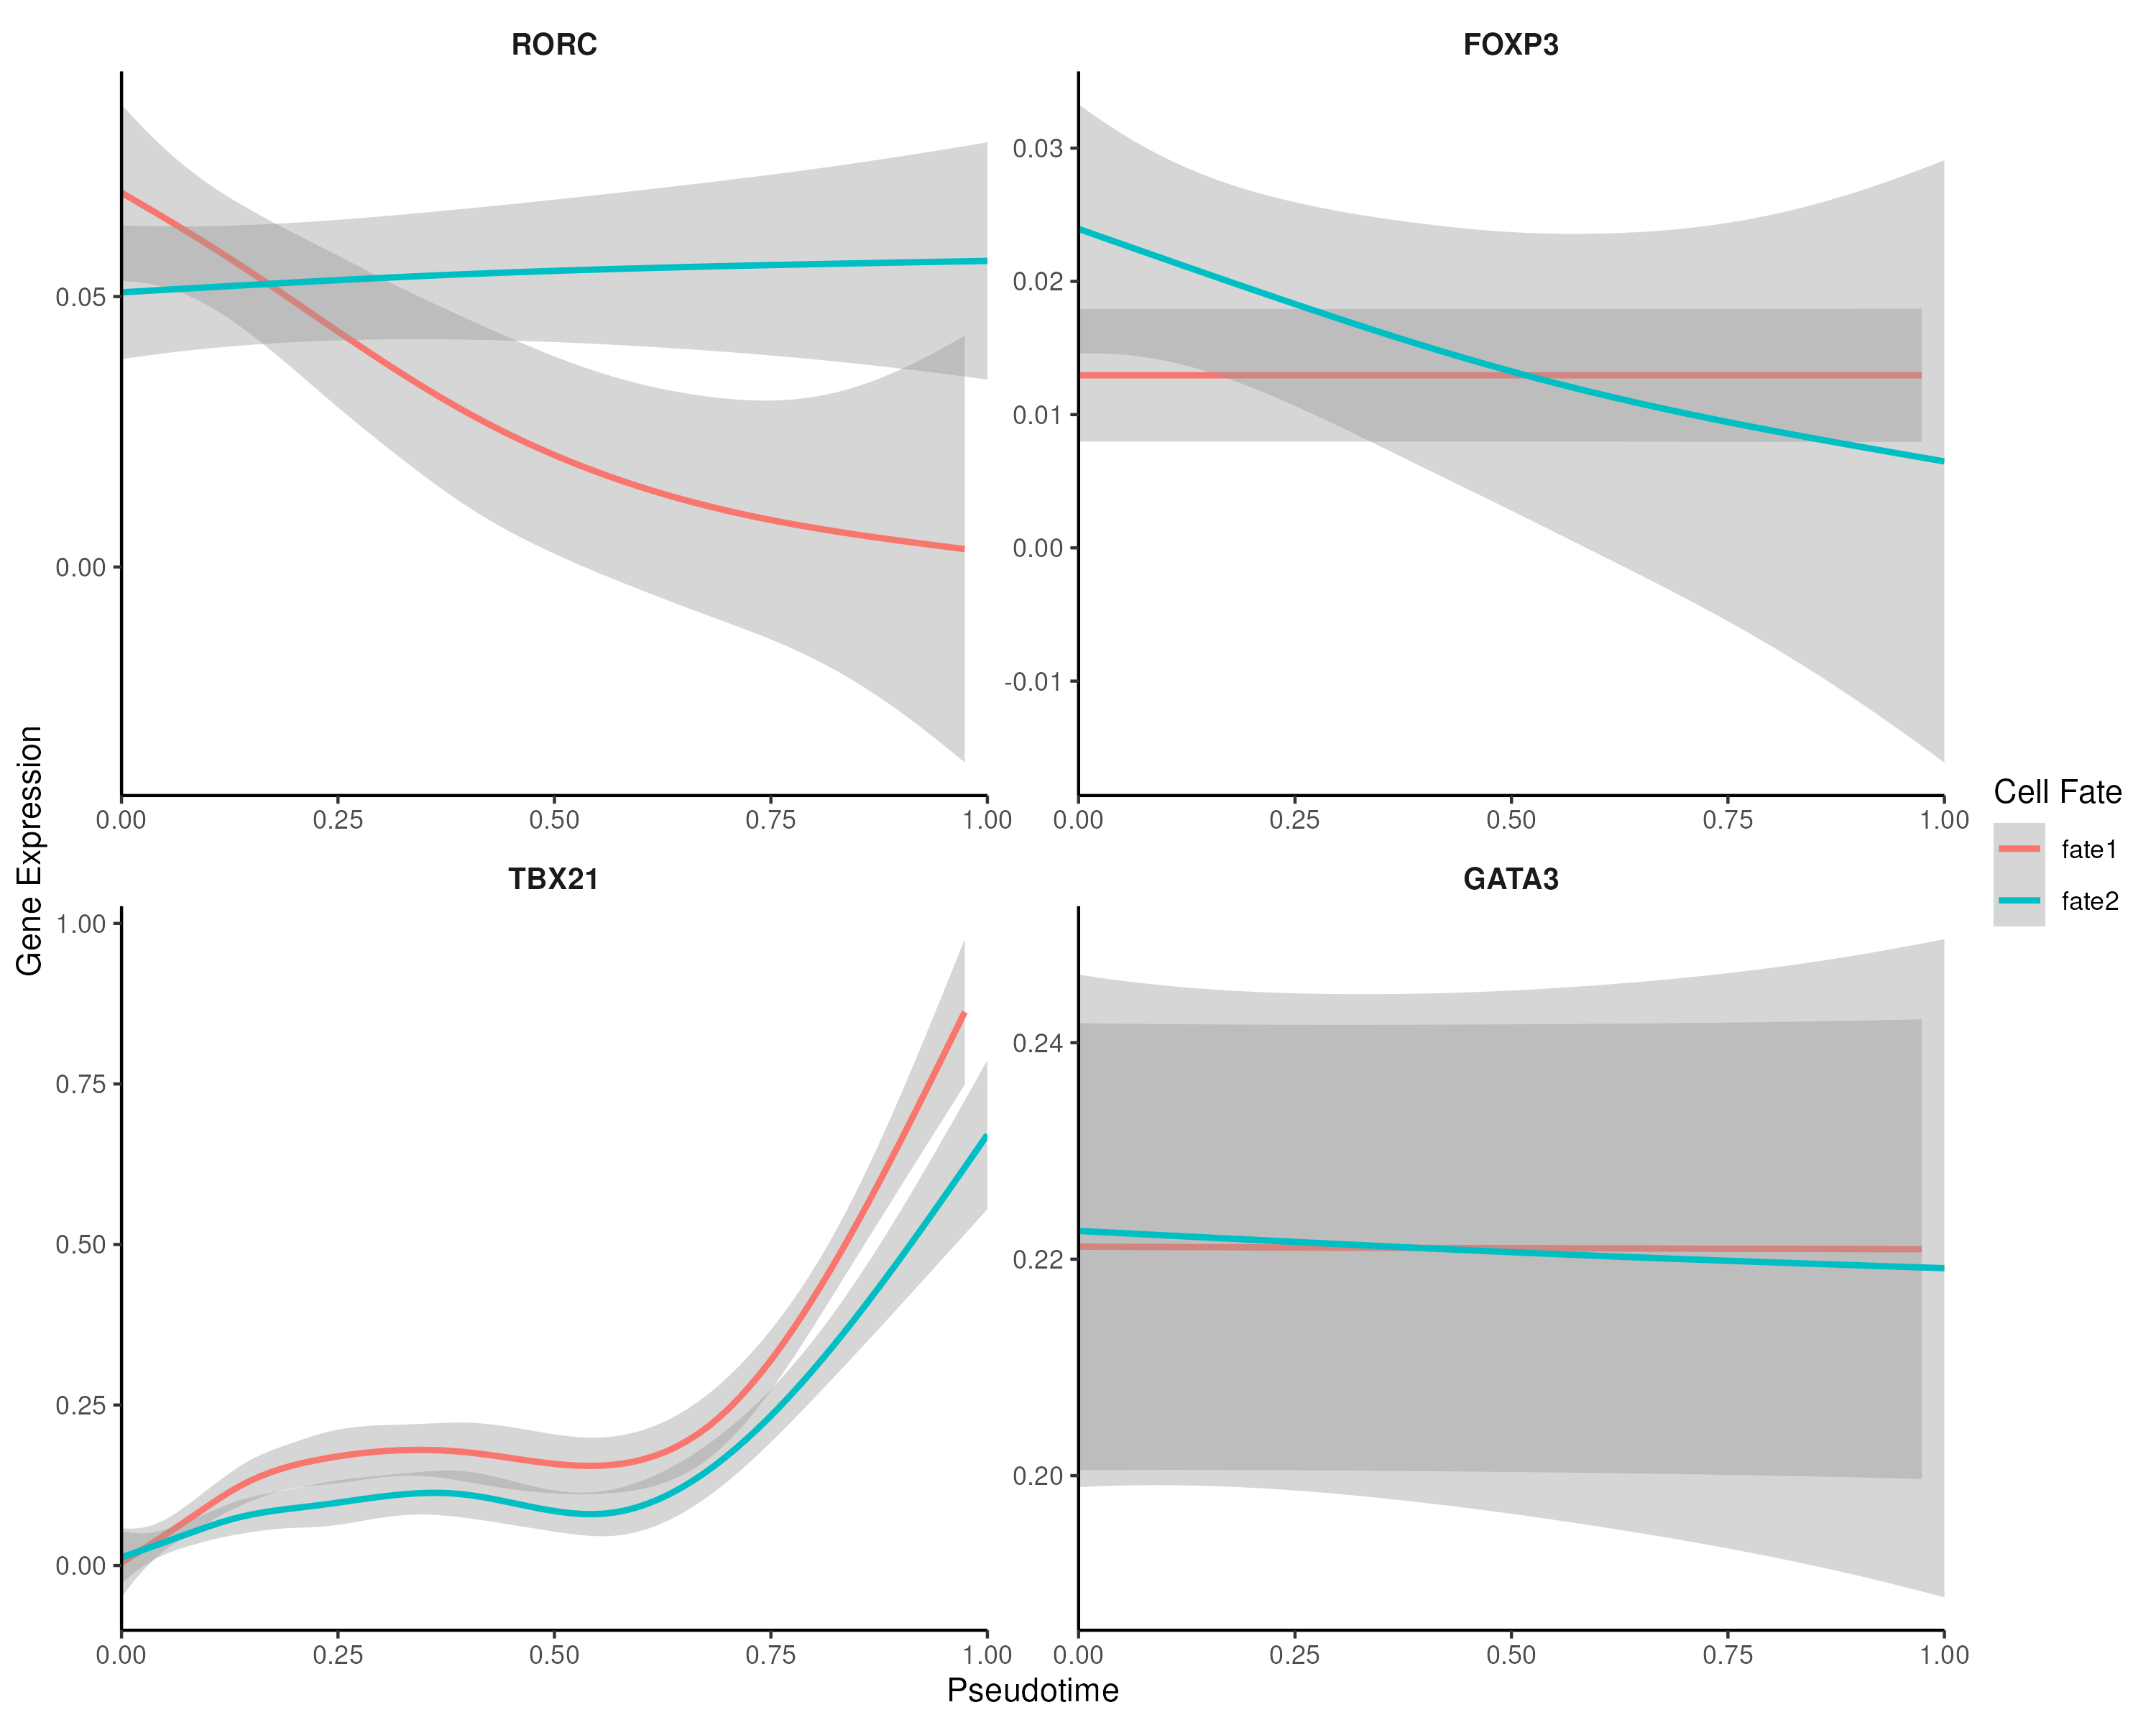 RORC
0.05
0.00
0.00 0.25 0.50 0.75 1.00
FOXP3
0.03
0.02
0.01
0.00
-0.01
0.00 0.25 0.50 0.75 1.00
TBX21
1.00
0.75
0.50
0.25
0.00
0.00 0.25 0.50 0.75 1.00
GATA3
0.24
0.22
0.20
0.00 0.25 0.50 0.75 1.00
Gene Expression
Pseudotime
Cell Fate
fate1
fate2